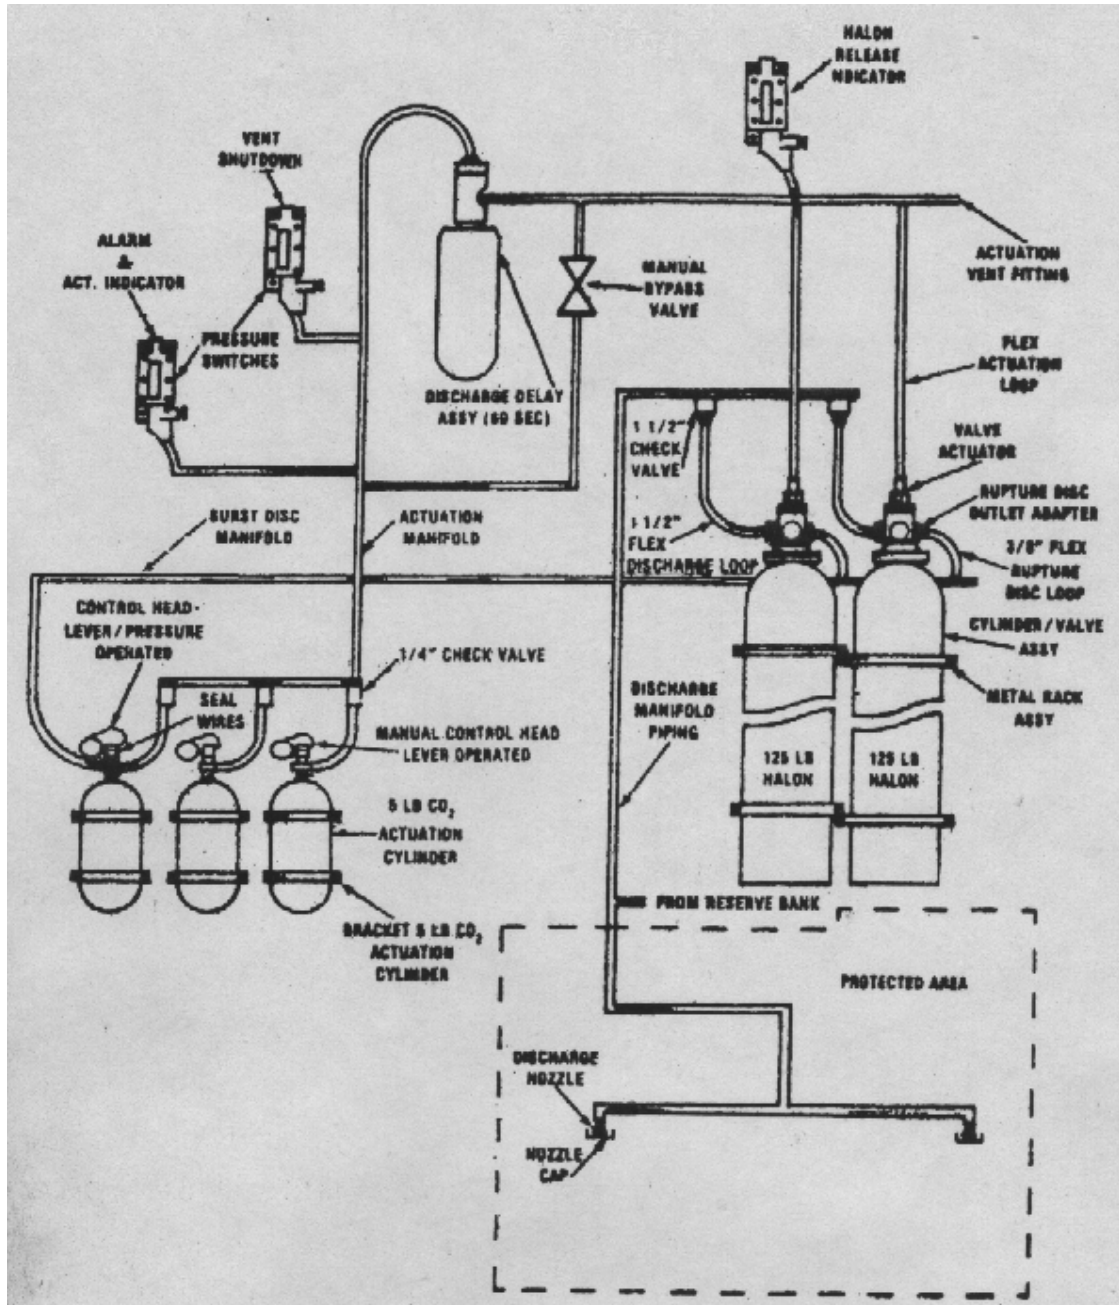 HALON
RELEASE
INDICATOR
VENT
SHUTDOWN
ALARM
&
ACT. INDICATOR
PRESSURE
SWITCHES
MANUAL
BYPASS
VALVE
ACTUATION
VENT FITTING
DISCHARGE DELAY
ASSY (60 SEC)
FLEX
ACTUATION
LOOP
1 1/2"
CHECK
VALVE
VALVE
ACTUATOR
RUPTURE DISC
OUTLET ADAPTER
BURST DISC
MANIFOLD
ACTUATION
MANIFOLD
1 1/2"
FLEX
DISCHARGE LOOP
3/8" FLEX
RUPTURE
DISC LOOP
CONTROL HEAD-
LEVER/PRESSURE
OPERATED
1/4" CHECK VALVE
CYLINDER/VALVE
ASSY
SEAL
WIRES
MANUAL CONTROL HEAD
LEVER OPERATED
DISCHARGE
MANIFOLD
PIPING
METAL RACK
ASSY
125 LB
HALON
125 LB
HALON
5 LB CO2
ACTUATION
CYLINDER
BRACKET 5 LB CO2
ACTUATION
CYLINDER
FROM RESERVE BANK
PROTECTED AREA
DISCHARGE
NOZZLE
NOZZLE
CAP